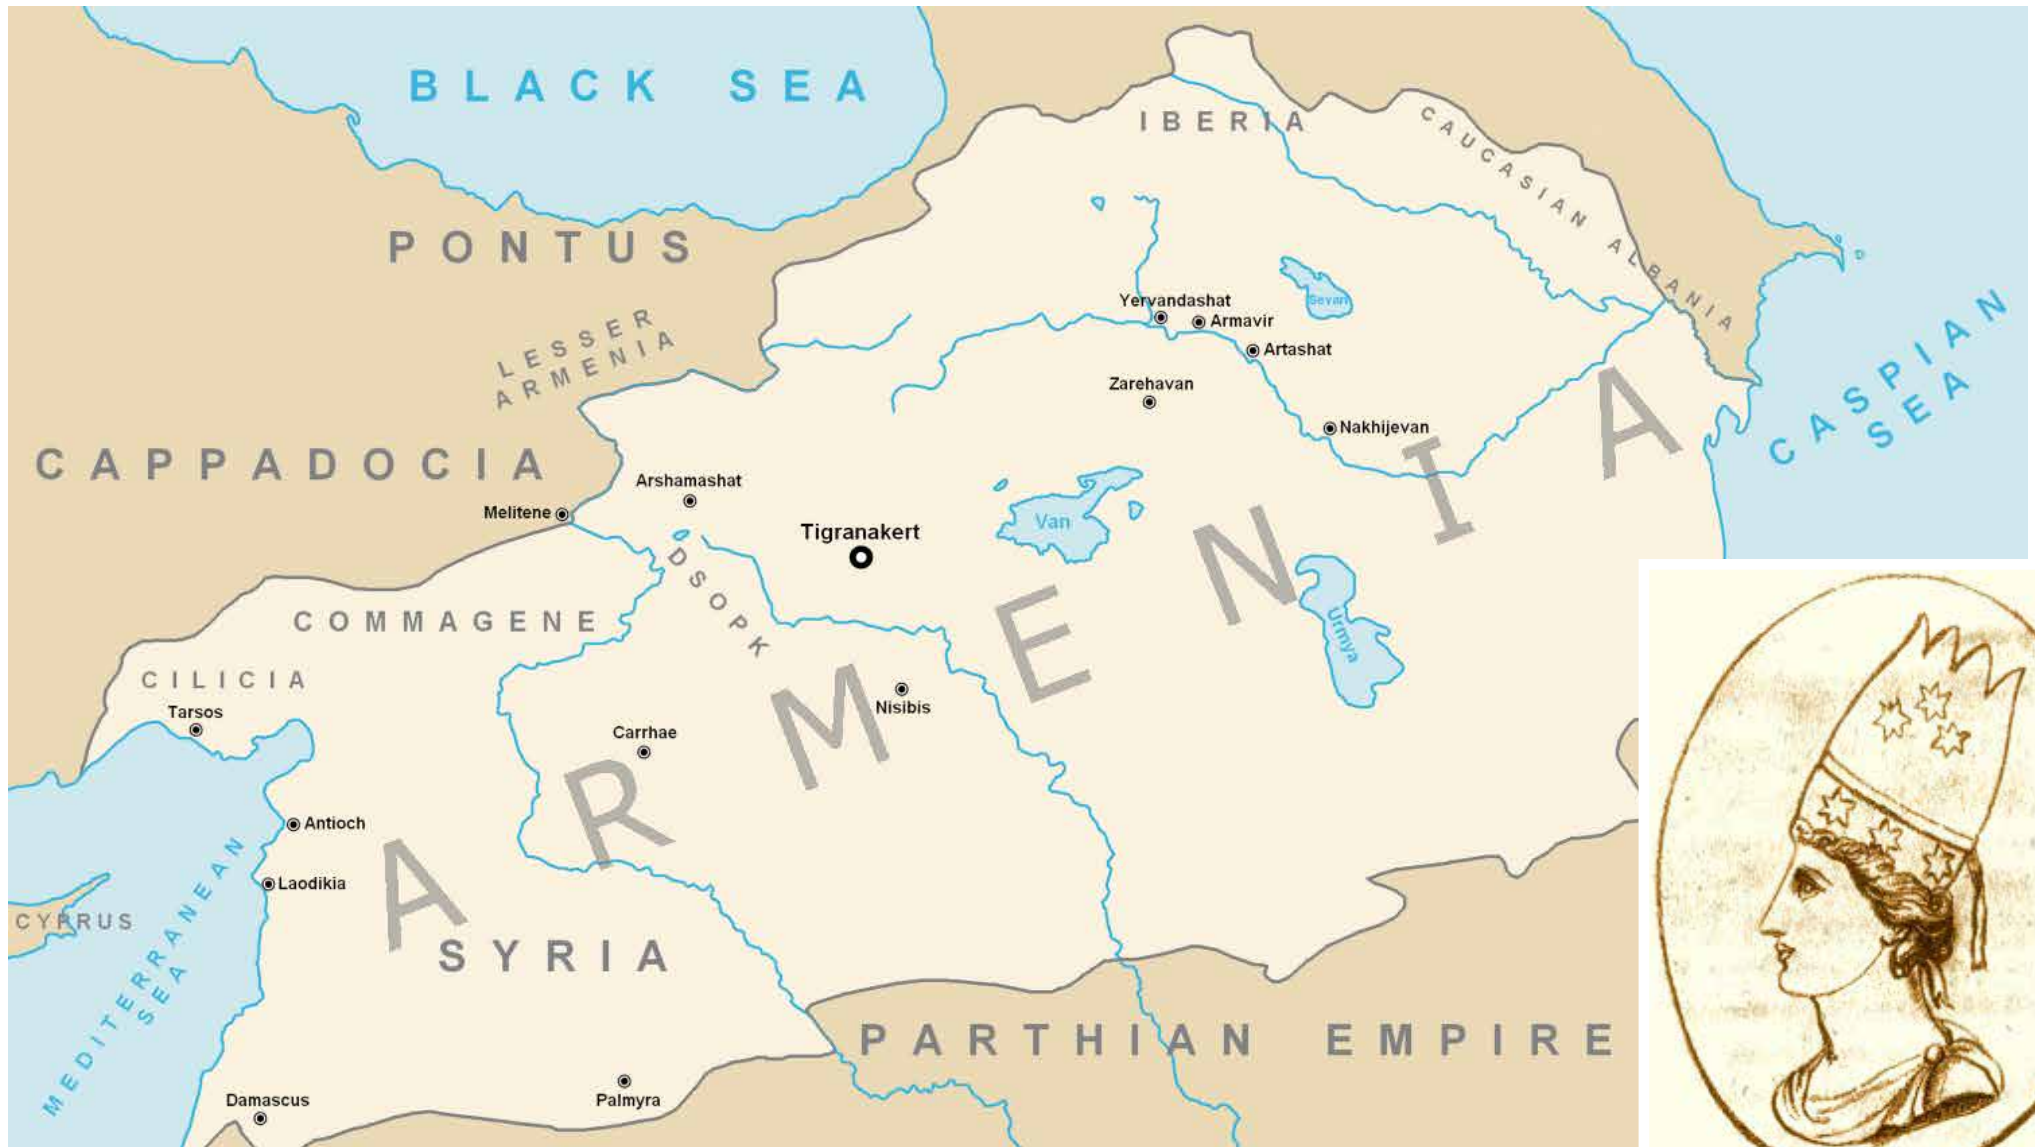 BLACK SEA
IBERIA
CAUCASIAN ALBANIA
PONTUS
LESSER
ARMENIA
Yervandashat
Sevan
Armavir
Artashat
CASPIAN
SEA
Zarehavan
Nakhijevan
CAPPADOCIA
Arshamashat
Melitene
Tigranakert
Van
DSOPK
COMMAGENE
Urmya
CILICIA
Tarsos
Nisibis
Carrhae
ARMENIA
Antioch
Laodikia
CYPRUS
MEDITERRANEAN
SEA
SYRIA
PARTHIAN EMPIRE
Palmyra
Damascus